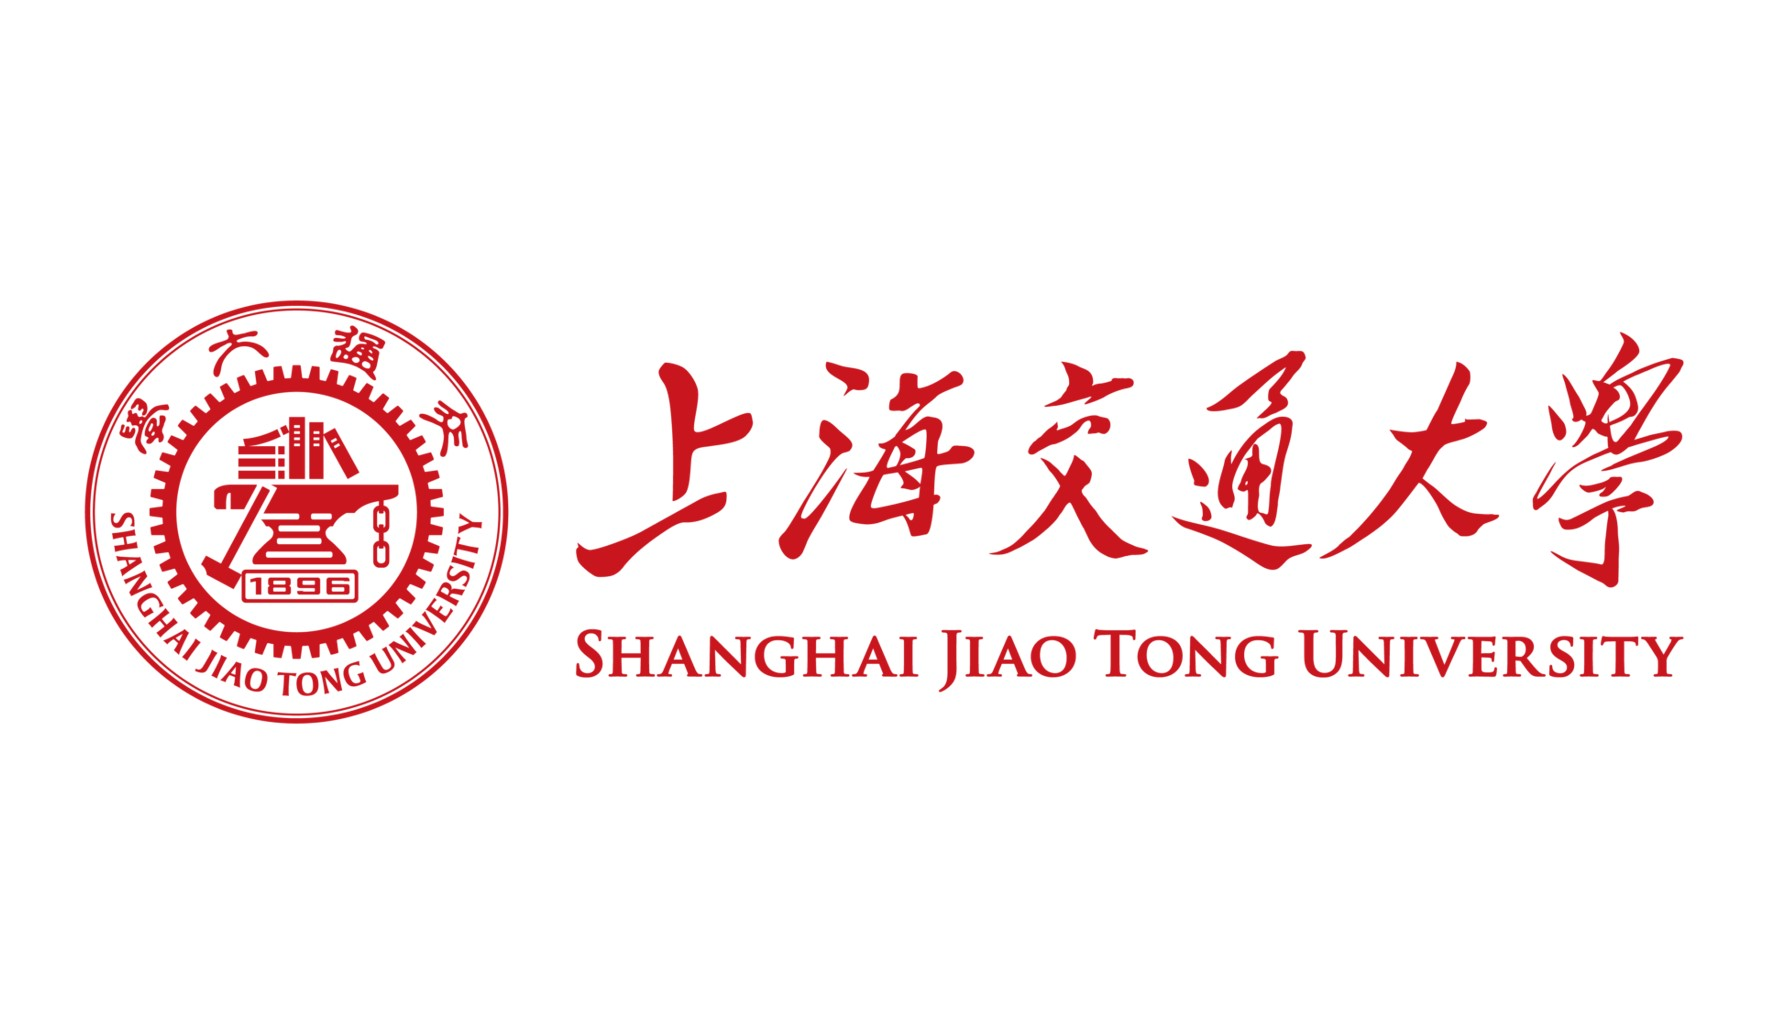 學大通交
SHANGHAI JIAO TONG UNIVERSITY
1896
上海交通大學
SHANGHAI JIAO TONG UNIVERSITY